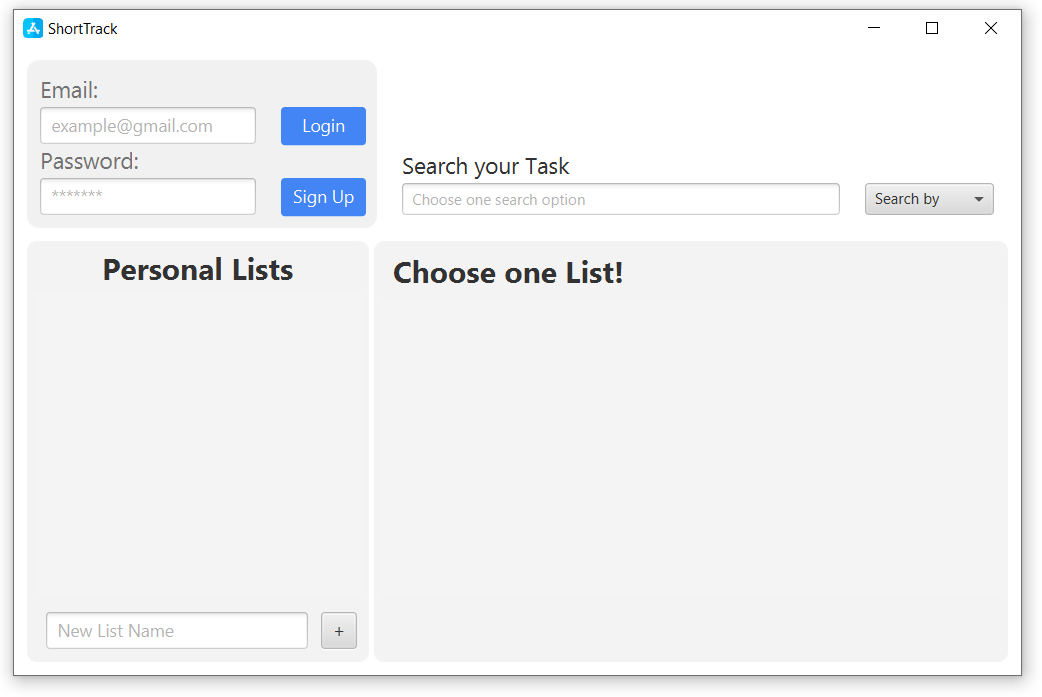 ShortTrack
Email:
example@gmail.com
Login
Password:
*******
Sign Up
Search your Task
Choose one search option
Search by
Personal Lists
Choose one List!
New List Name
+